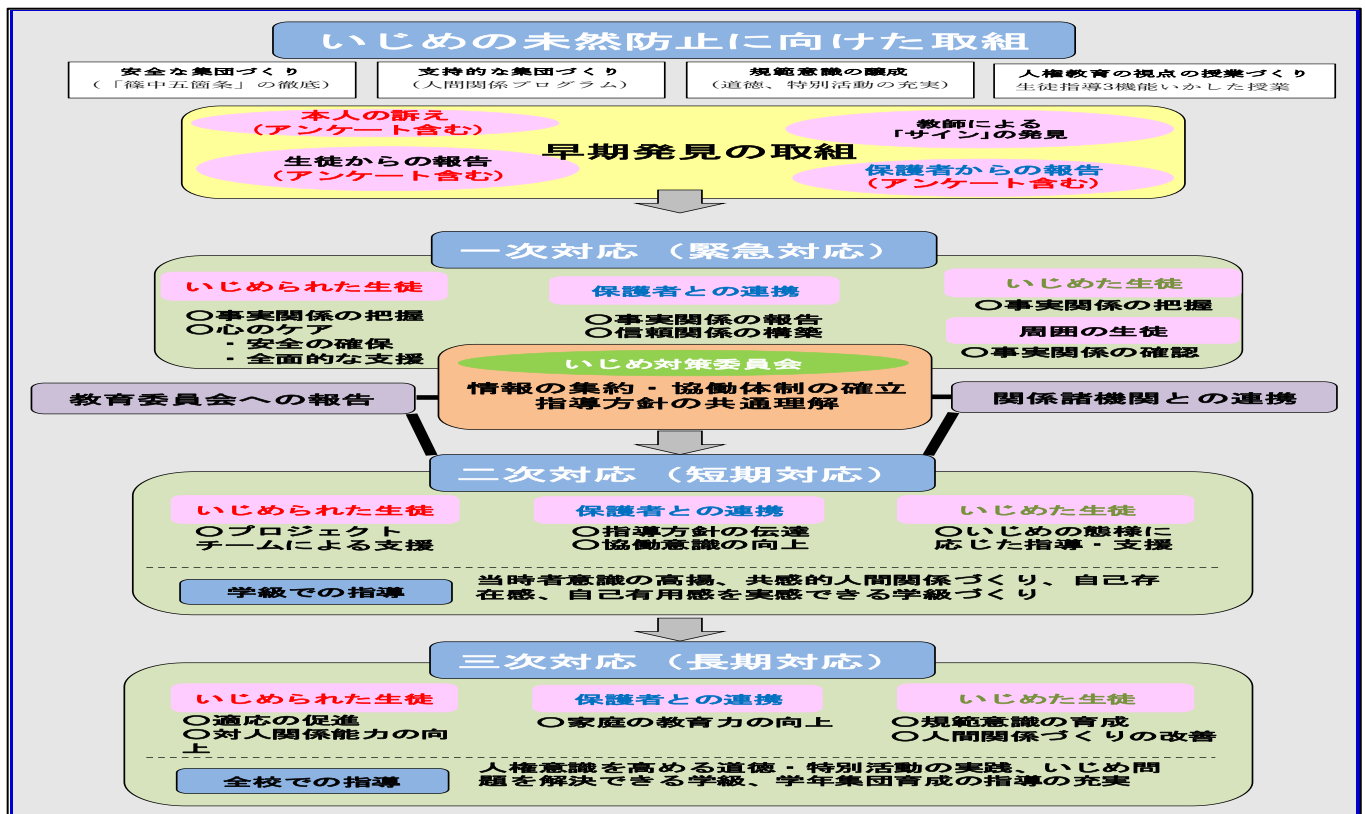 いじめの未然防止に向けた取組
安全な集団づくり
(「篠中五箇条」の徹底)
支持的な集団づくり
(人間関係プログラム)
規範意識の醸成
(道徳、特別活動の充実)
人権教育の視点の授業づくり
生徒指導3機能いかした授業
本人の訴え
(アンケート含む)
教師による
「サイン」の発見
早期発見の取組
生徒からの報告
(アンケート含む)
保護者からの報告
(アンケート含む)
一次対応（緊急対応）
いじめられた生徒
〇事実関係の把握
〇心のケア
・安全の確保
・全面的な支援
保護者との連携
〇事実関係の報告
〇信頼関係の構築
いじめた生徒
〇事実関係の把握
周囲の生徒
〇事実関係の確認
いじめ対策委員会
情報の集約・協働体制の確立
指導方針の共通理解
教育委員会への報告
関係諸機関との連携
二次対応（短期対応）
いじめられた生徒
〇プロジェクト
チームによる支援
保護者との連携
〇指導方針の伝達
〇協働意識の向上
いじめた生徒
〇いじめの態様に
応じた指導・支援
学級での指導
当時者意識の高揚、共感的人間関係づくり、自己存
在感、自己有用感を実感できる学級づくり
三次対応（長期対応）
いじめられた生徒
〇適応の促進
〇対人関係能力の向
上
保護者との連携
〇家庭の教育力の向上
いじめた生徒
〇規範意識の育成
〇人間関係づくりの改善
全校での指導
人権意識を高める道徳・特別活動の実践、いじめ問
題を解決できる学級、学年集団育成の指導の充実